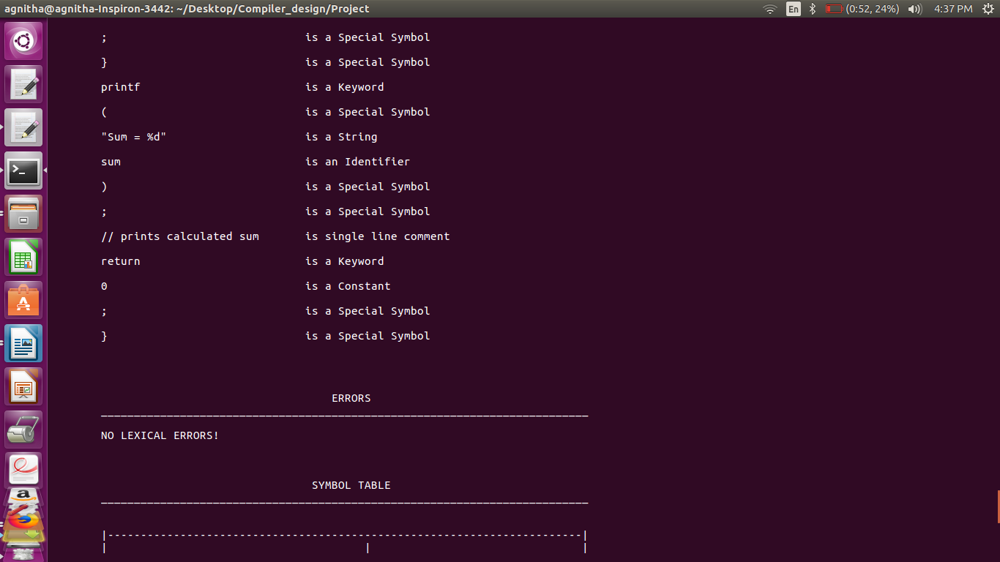 agnitha@agnitha-Inspiron-3442: ~/Desktop/Compiler_design/Project En (0:52, 24%) 4:37 PM
; is a Special Symbol
} is a Special Symbol
printf is a Keyword
( is a Special Symbol
"Sum = %d" is a String
sum is an Identifier
) is a Special Symbol
; is a Special Symbol
// prints calculated sum is single line comment
return is a Keyword
0 is a Constant
; is a Special Symbol
} is a Special Symbol
ERRORS
__________________________________________________________________________
NO LEXICAL ERRORS!
SYMBOL TABLE
__________________________________________________________________________
|------------------------------------------------------------------------|
| | |